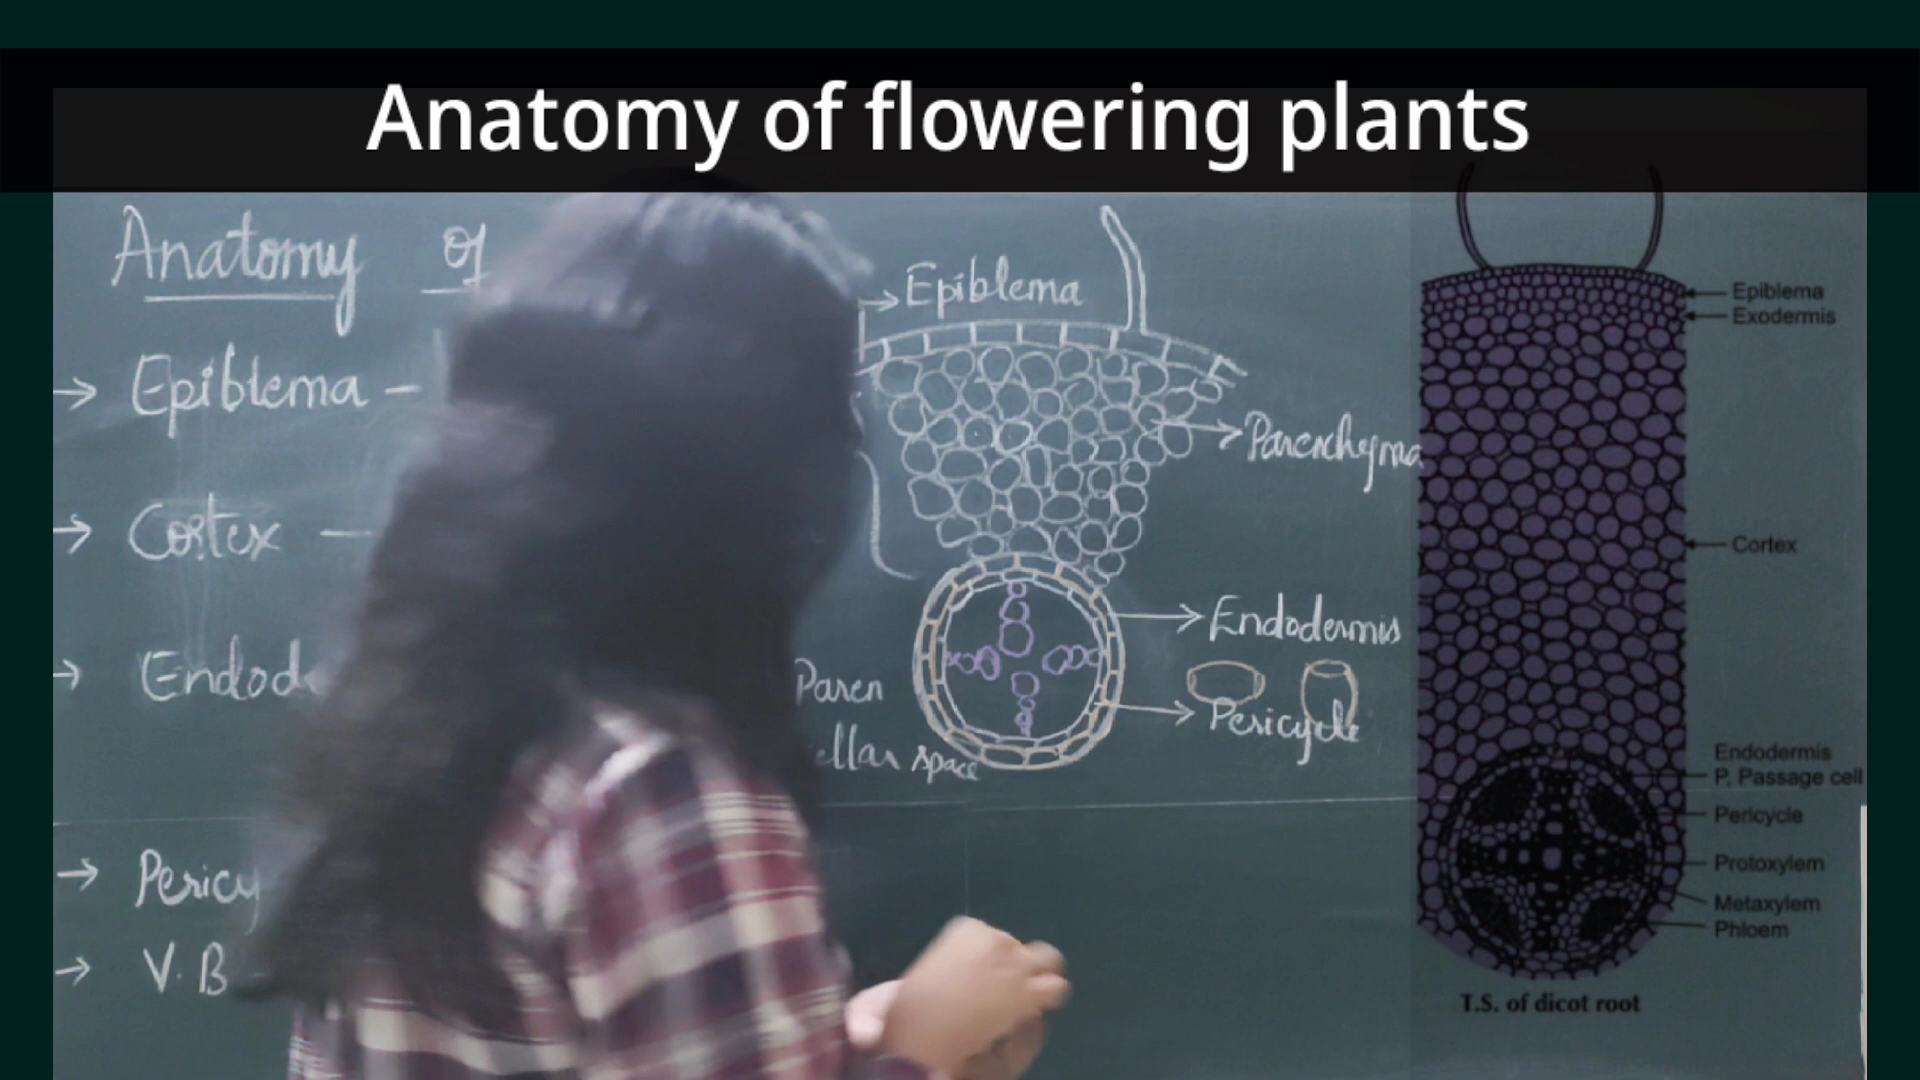 Anatomy of flowering plants
Anatomy of
→ Epiblema –
→ Cortex —
→ Endod
→ Pericy
→ V.B
→ Epiblema
→ Parenchyma
→ Endodermis
→ Pericycle
Paren
ellar space
Epiblema
Exodermis
Cortex
Endodermis
P, Passage cell
Pericycle
Protoxylem
Metaxylem
Phloem
T.S. of dicot root